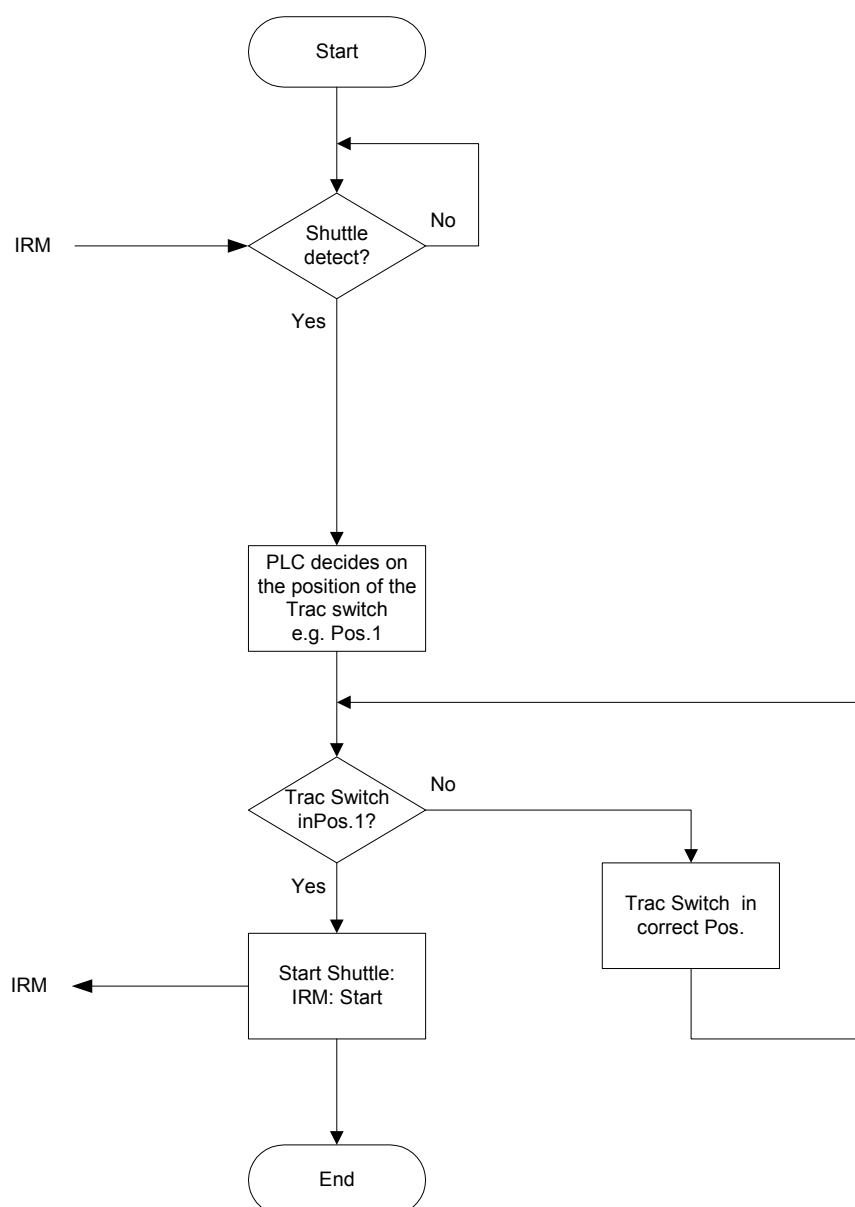 Start
No
IRM
Shuttle
detect?
Yes
PLC decides on
the position of the
Trac switch
e.g. Pos.1
No
Trac Switch
inPos.1?
Yes
Trac Switch in
correct Pos.
Start Shuttle:
IRM: Start
IRM
End